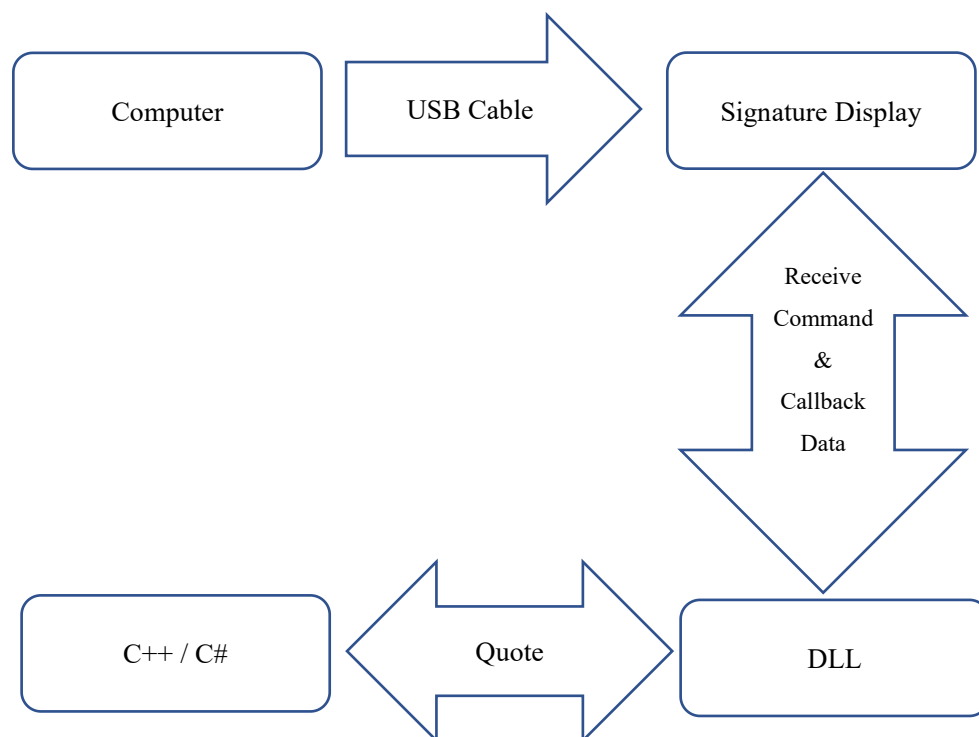 Computer
USB Cable
Signature Display
Receive
Command
&
Callback
Data
C++ / C#
Quote
DLL